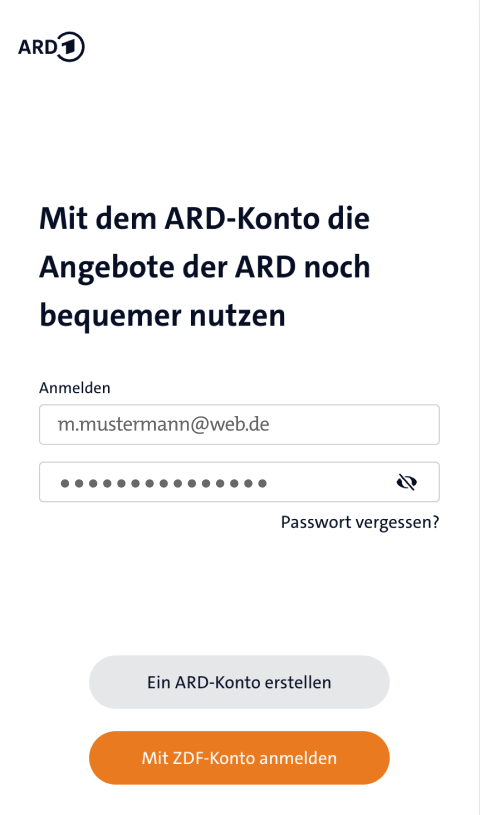 ARD 1
Mit dem ARD-Konto die
Angebote der ARD noch
bequemer nutzen
Anmelden
m.mustermann@web.de
Passwort vergessen?
Ein ARD-Konto erstellen
Mit ZDF-Konto anmelden